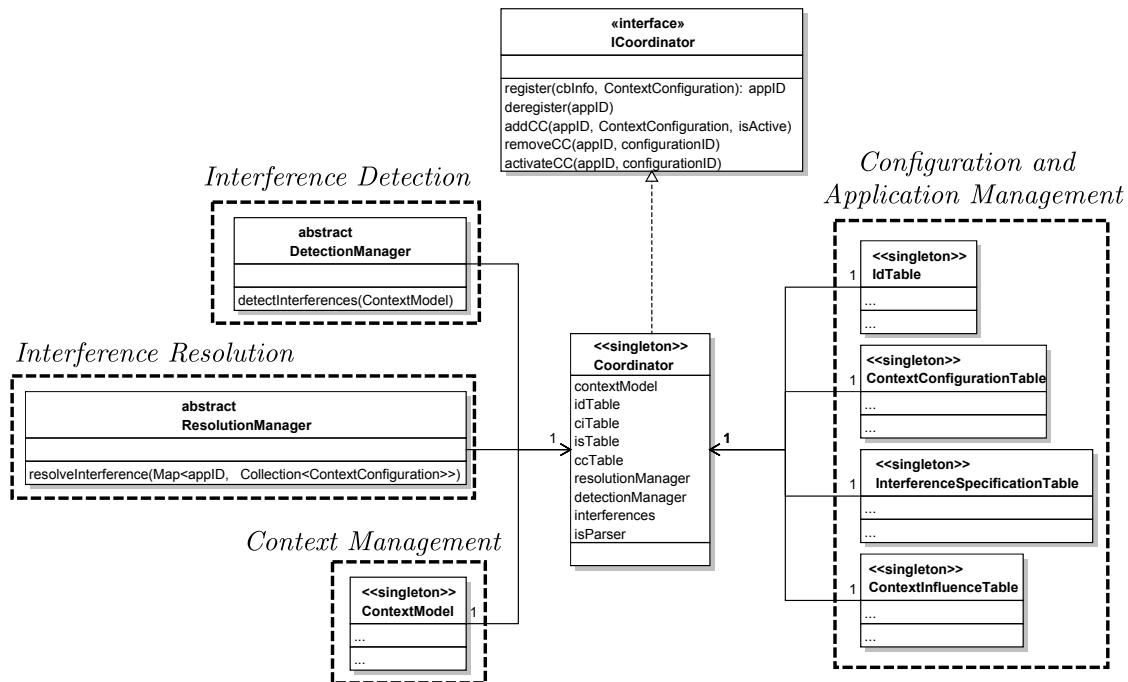 «interface»
ICoordinator
register(cbInfo, ContextConfiguration): appID
deregister(appID)
addCC(appID, ContextConfiguration, isActive)
removeCC(appID, configurationID)
activateCC(appID, configurationID)
Interference Detection
abstract
DetectionManager
detectInterferences(ContextModel)
Interference Resolution
abstract
ResolutionManager
resolveInterference(Map<appID, Collection<ContextConfiguration>>)
Context Management
<<singleton>>
ContextModel
...
...
1
1
<<singleton>>
Coordinator
contextModel
idTable
ciTable
isTable
ccTable
resolutionManager
detectionManager
interferences
isParser
1
Configuration and
Application Management
1
<<singleton>>
IdTable
...
...
1
<<singleton>>
ContextConfigurationTable
...
...
1
<<singleton>>
InterferenceSpecificationTable
...
...
1
<<singleton>>
ContextInfluenceTable
...
...